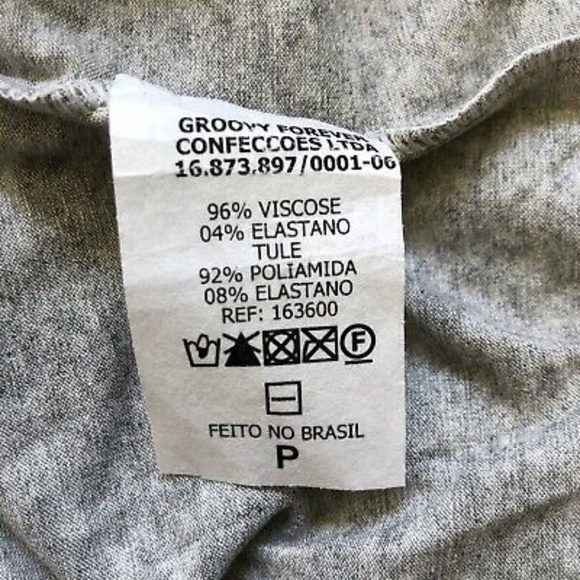 GROOVY FOREVER
CONFECCOES LTDA
16.873.897/0001-06
96% VISCOSE
04% ELASTANO
TULE
92% POLIAMIDA
08% ELASTANO
REF: 163600
F
FEITO NO BRASIL
P